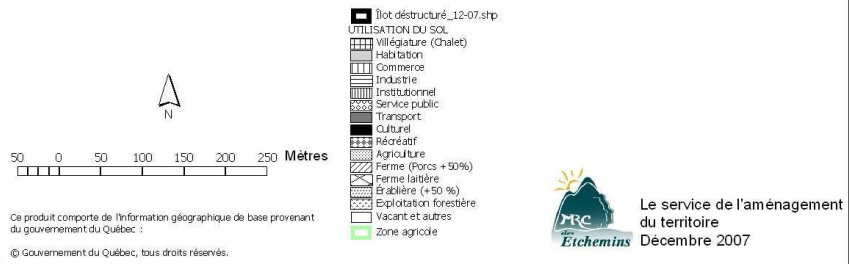 Îlot déstructuré_12-07.shp
UTILISATION DU SOL
Villégiature (Chalet)
Habitation
Commerce
Industrie
Institutionnel
Service public
Transport
Culturel
Récréatif
Agriculture
Ferme (Porcs +50%)
Ferme laitière
Érablière (+50 %)
Exploitation forestière
Vacant et autres
Zone agricole
N
50 0 50 100 150 200 250 Mètres
Ce produit comporte de l'information géographique de base provenant
du gouvernement du Québec :
© Gouvernement du Québec, tous droits réservés.
MRC
des
Etchemins
Le service de l'aménagement
du territoire
Décembre 2007